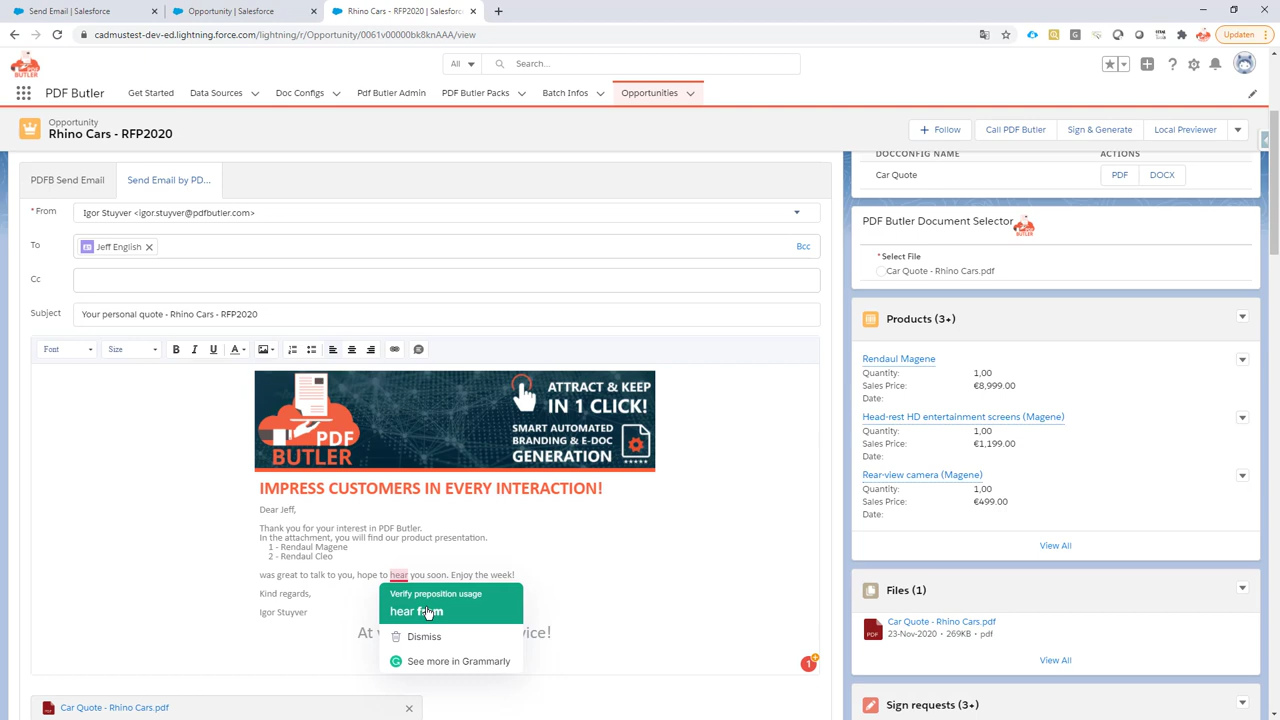 Send Email | Salesforce
Opportunity | Salesforce
Rhino Cars - RFP2020 | Salesforc
cadmustest-dev-ed.lightning.force.com/lightning/r/Opportunity/0061v00000bk8knAAA/view
Updaten
All
Search...
PDF Butler
Get Started
Data Sources
Doc Configs
Pdf Butler Admin
PDF Butler Packs
Batch Infos
Opportunities
Opportunity
Rhino Cars - RFP2020
Follow
Call PDF Butler
Sign & Generate
Local Previewer
PDFB Send Email
Send Email by PD...
* From
Igor Stuyver <igor.stuyver@pdfbutler.com>
To
Jeff English
Bcc
Cc
Subject
Your personal quote - Rhino Cars - RFP2020
Font
Size
B I U A
PDF
BUTLER
ATTRACT & KEEP
IN 1 CLICK!
SMART AUTOMATED
BRANDING & E-DOC
GENERATION
IMPRESS CUSTOMERS IN EVERY INTERACTION!
Dear Jeff,
Thank you for your interest in PDF Butler.
In the attachment, you will find our product presentation.
1 - Rendaul Magene
2 - Rendaul Cleo
was great to talk to you, hope to hear you soon. Enjoy the week!
Kind regards,
Igor Stuyver
Verify preposition usage
hear from
Dismiss
See more in Grammarly
1
Car Quote - Rhino Cars.pdf
DOCCONFIG NAME
ACTIONS
Car Quote
PDF
DOCX
PDF Butler Document Selector
* Select File
Car Quote - Rhino Cars.pdf
Products (3+)
Rendaul Magene
Quantity: 1,00
Sales Price: €8,999.00
Date:
Head-rest HD entertainment screens (Magene)
Quantity: 1,00
Sales Price: €1,199.00
Date:
Rear-view camera (Magene)
Quantity: 1,00
Sales Price: €499.00
Date:
View All
Files (1)
Car Quote - Rhino Cars.pdf
23-Nov-2020 • 269KB • pdf
View All
Sign requests (3+)